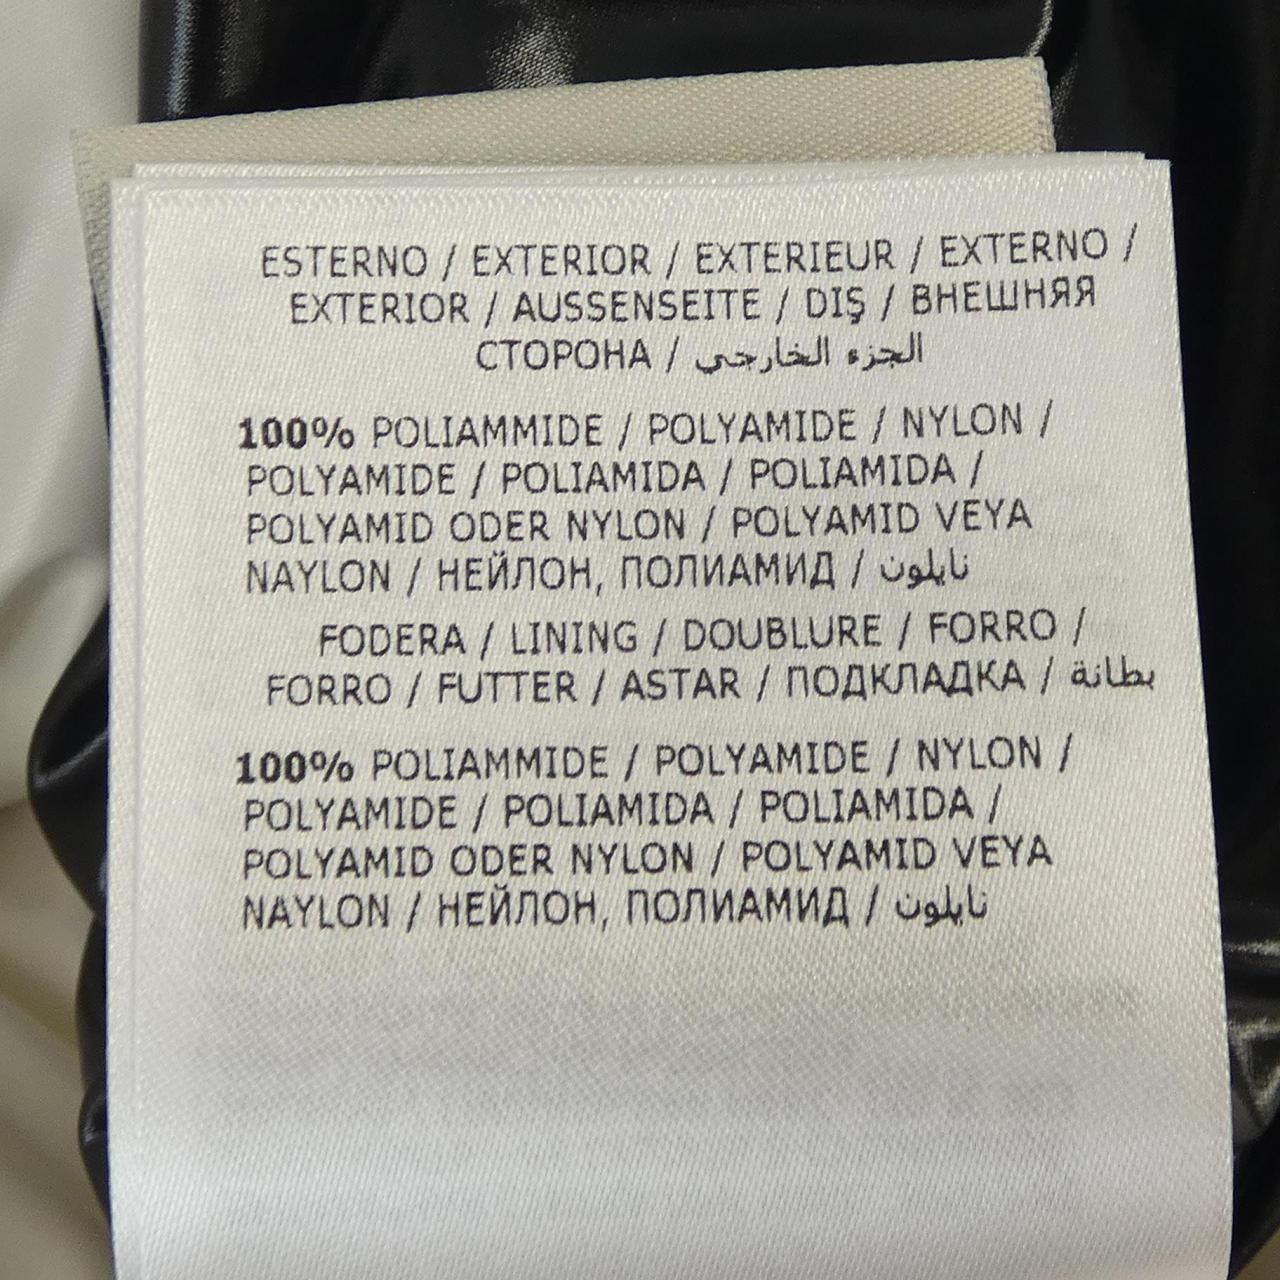 ESTERNO / EXTERIOR / EXTERIEUR / EXTERNO /
EXTERIOR / AUSSENSEITE / DIŞ / ВНЕШНЯЯ
СТОРОНА / الجزء الخارجي
100% POLIAMMIDE / POLYAMIDE / NYLON /
POLYAMIDE / POLIAMIDA / POLIAMIDA /
POLYAMID ODER NYLON / POLYAMID VEYA
NAYLON / НЕЙЛОН, ПОЛИАМИД / نايلون
FODERA / LINING / DOUBLURE / FORRO /
FORRO / FUTTER / ASTAR / ПОДКЛАДКА / بطانة
100% POLIAMMIDE / POLYAMIDE / NYLON /
POLYAMIDE / POLIAMIDA / POLIAMIDA /
POLYAMID ODER NYLON / POLYAMID VEYA
NAYLON / НЕЙЛОН, ПОЛИАМИД / نايلون